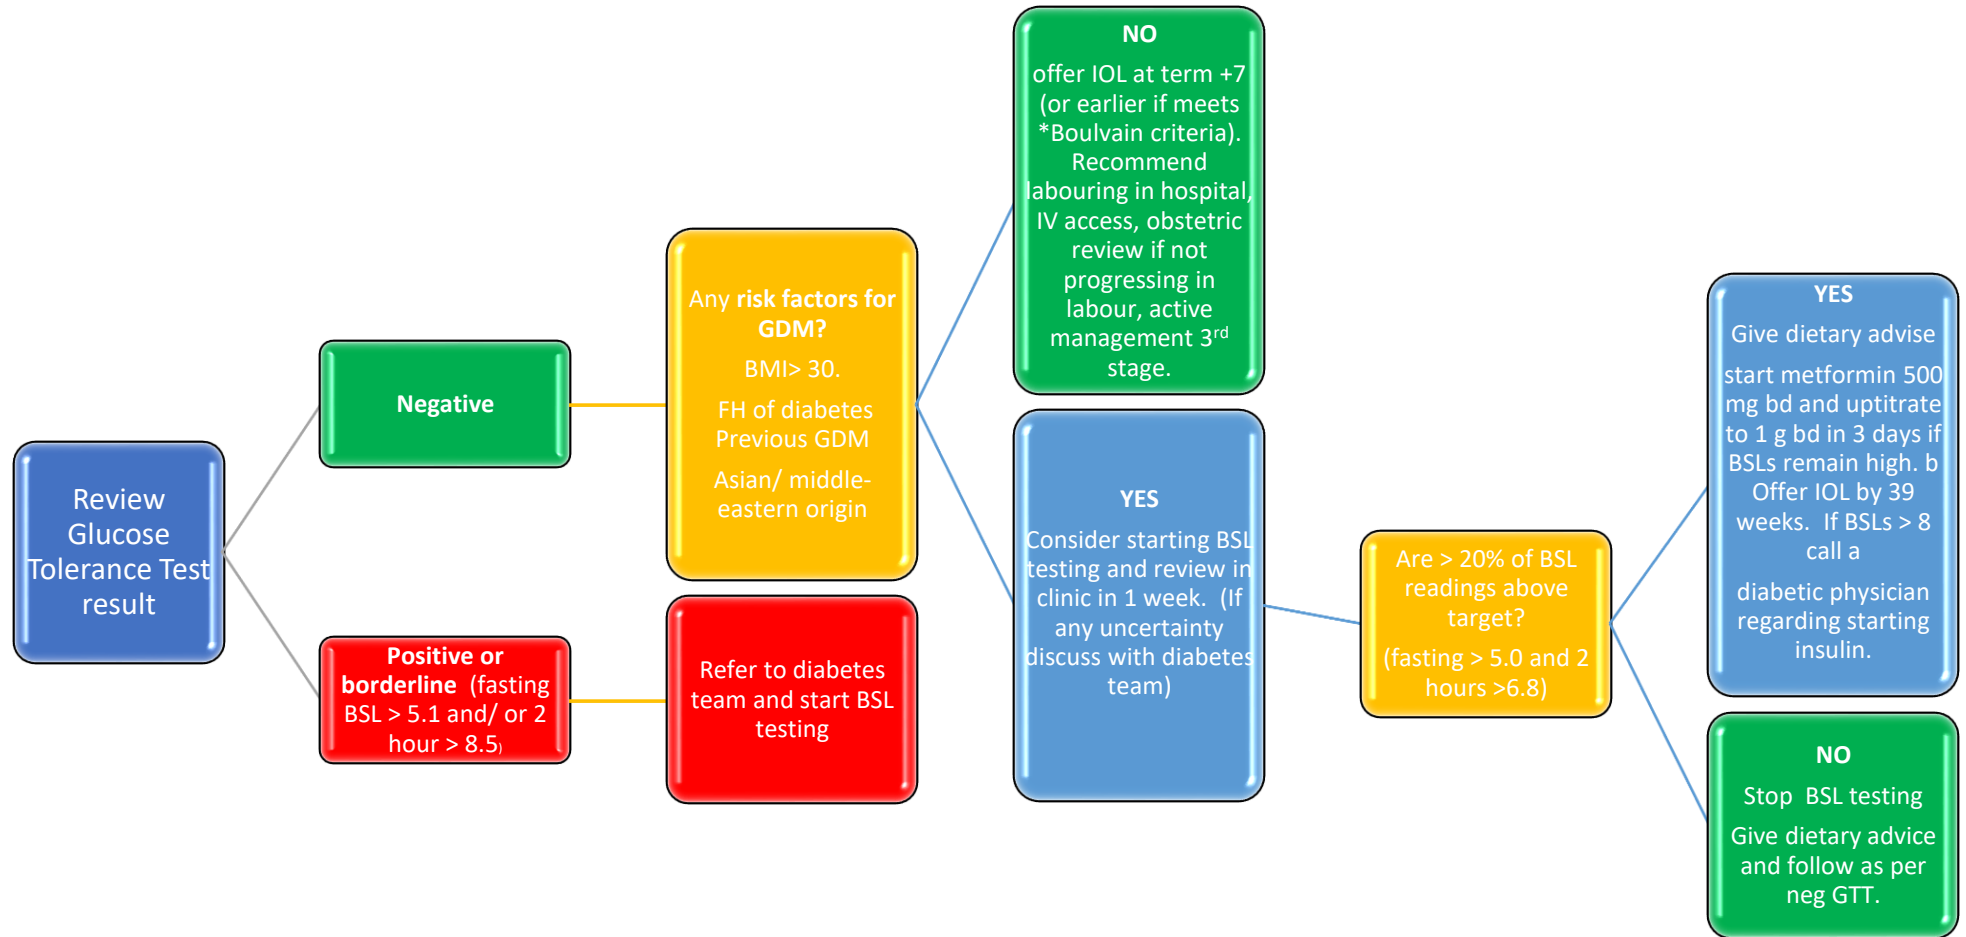 Review
Glucose
Tolerance Test
result
Negative
Positive or
borderline (fasting
BSL > 5.1 and/ or 2
hour > 8.5)
Any risk factors for
GDM?
BMI> 30.
FH of diabetes
Previous GDM
Asian/ middle-
eastern origin
Refer to diabetes
team and start BSL
testing
NO
offer IOL at term +7
(or earlier if meets
*Boulvain criteria).
Recommend
labouring in hospital,
IV access, obstetric
review if not
progressing in
labour, active
management 3rd
stage.
YES
Consider starting BSL
testing and review in
clinic in 1 week. (If
any uncertainty
discuss with diabetes
team)
Are > 20% of BSL
readings above
target?
(fasting > 5.0 and 2
hours >6.8)
YES
Give dietary advise
start metformin 500
mg bd and uptitrate
to 1 g bd in 3 days if
BSLs remain high. b
Offer IOL by 39
weeks. If BSLs > 8
call a
diabetic physician
regarding starting
insulin.
NO
Stop BSL testing
Give dietary advice
and follow as per
neg GTT.